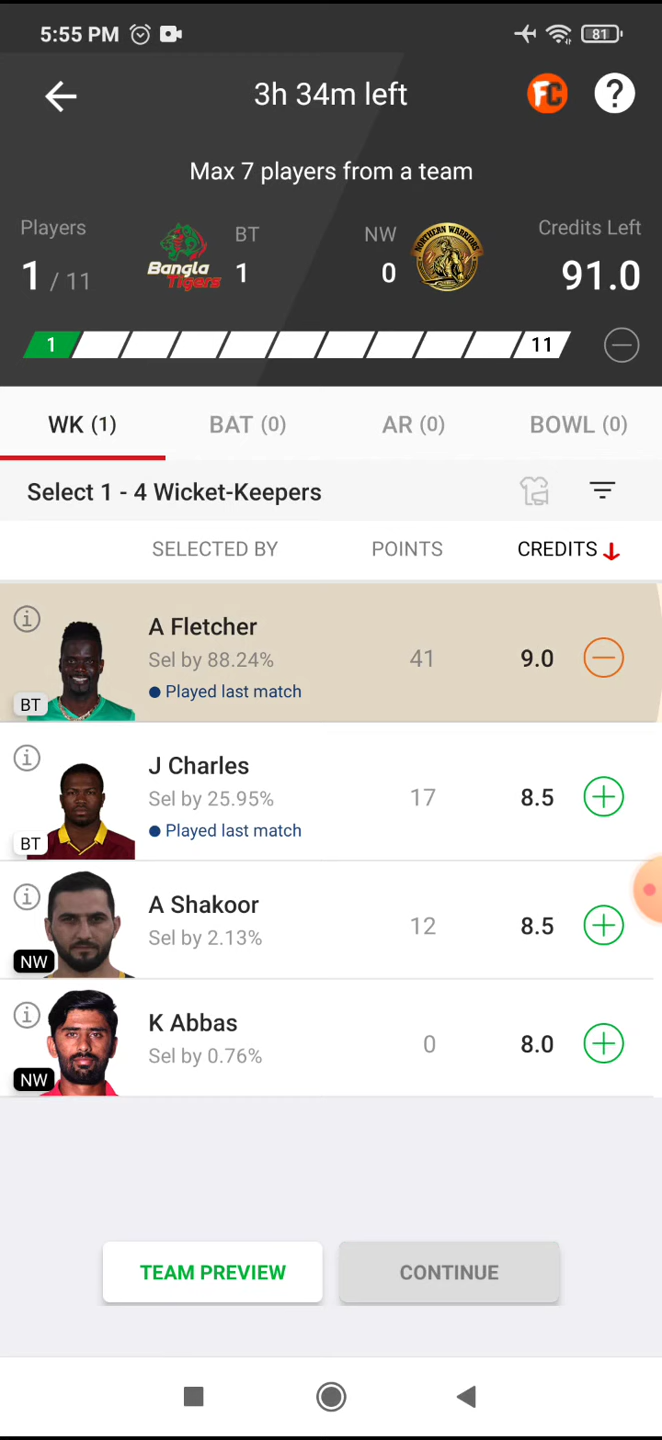 5:55 PM
81
3h 34m left
FC
?
Max 7 players from a team
Players
BT
NW
Credits Left
1 / 11
Bangla Tigers
1
0
NORTHERN WARRIORS
91.0
1
11
WK (1)
BAT (0)
AR (0)
BOWL (0)
Select 1 - 4 Wicket-Keepers
SELECTED BY
POINTS
CREDITS
A Fletcher
Sel by 88.24%
41
9.0
Played last match
BT
J Charles
Sel by 25.95%
17
8.5
Played last match
BT
A Shakoor
Sel by 2.13%
12
8.5
NW
K Abbas
Sel by 0.76%
0
8.0
NW
TEAM PREVIEW
CONTINUE